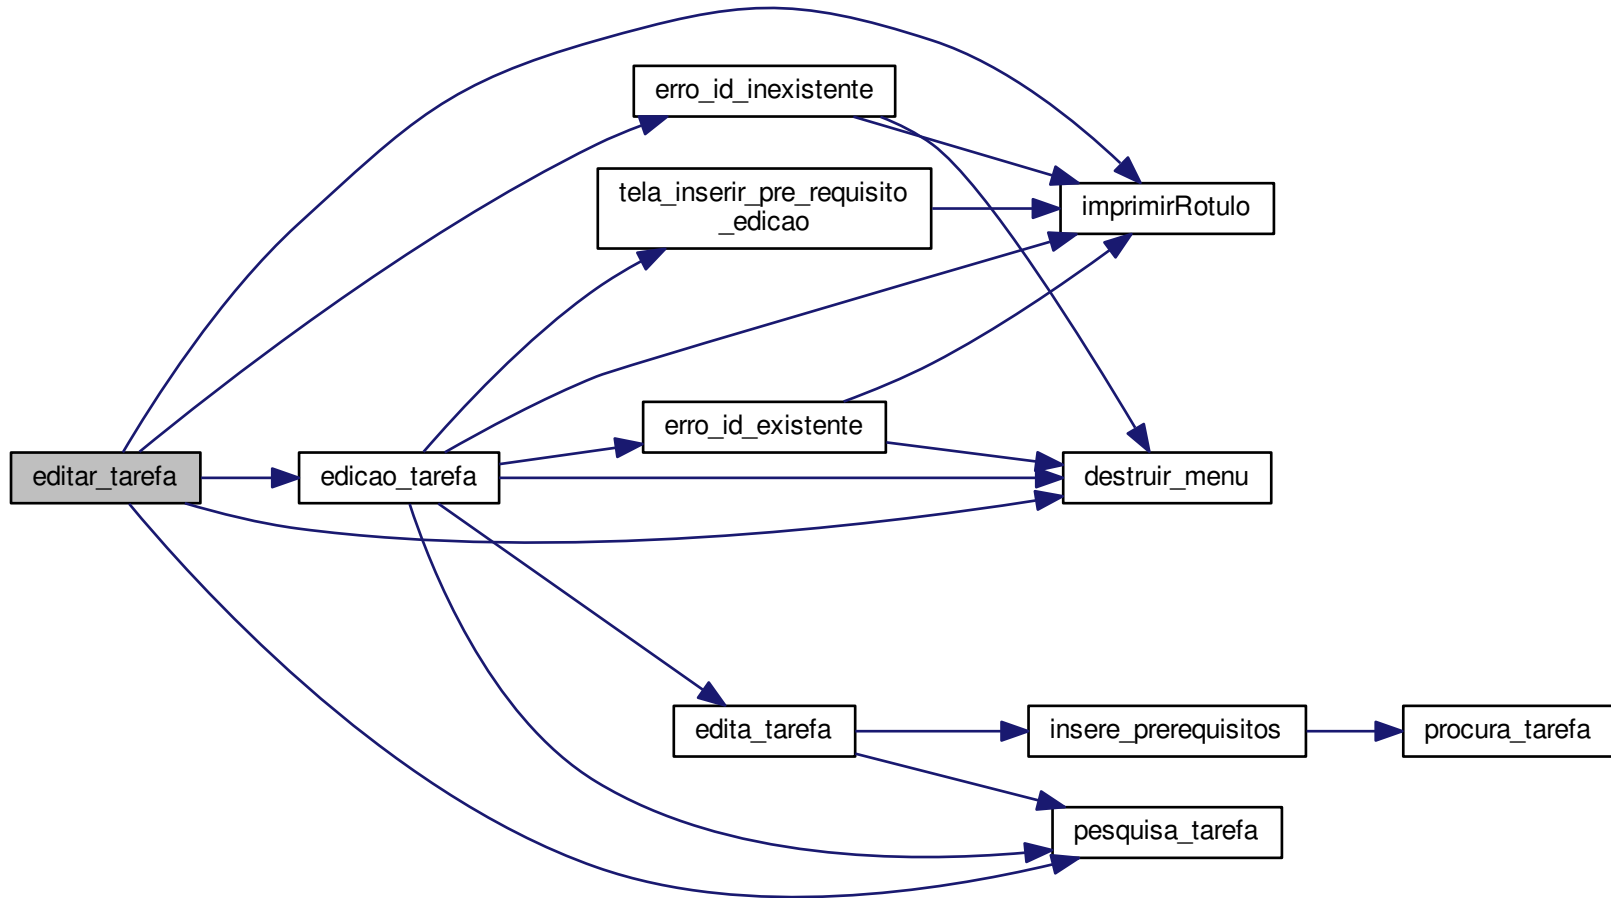 erro_id_inexistente
tela_inserir_pre_requisito
_edicao
imprimirRotulo
erro_id_existente
editar_tarefa
edicao_tarefa
destruir_menu
edita_tarefa
insere_prerequisitos
procura_tarefa
pesquisa_tarefa